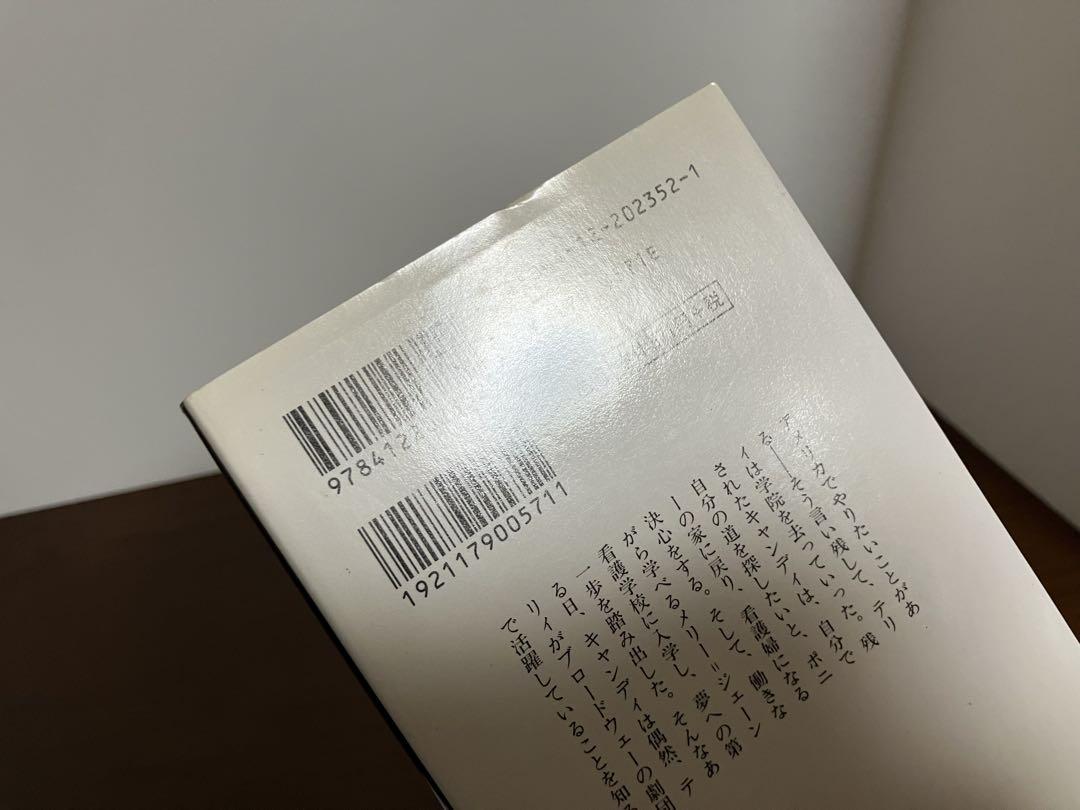 -202352-1
+税
978412
1921179005711
アメリカでやりたいことがあ
る――そう言い残して、テリ
ィは学院を去っていった。残
されたキャンディは、自分で
自分の道を探したいと、ポニ
ーの家に戻り、看護婦になる
決心をする。そして、働きな
がら学べるメリー=ジェーン
看護学校に入学し、夢への第
一歩を踏み出した。そんなあ
る日、キャンディは偶然、テ
リィがブロードウェーの劇団
で活躍していることを知